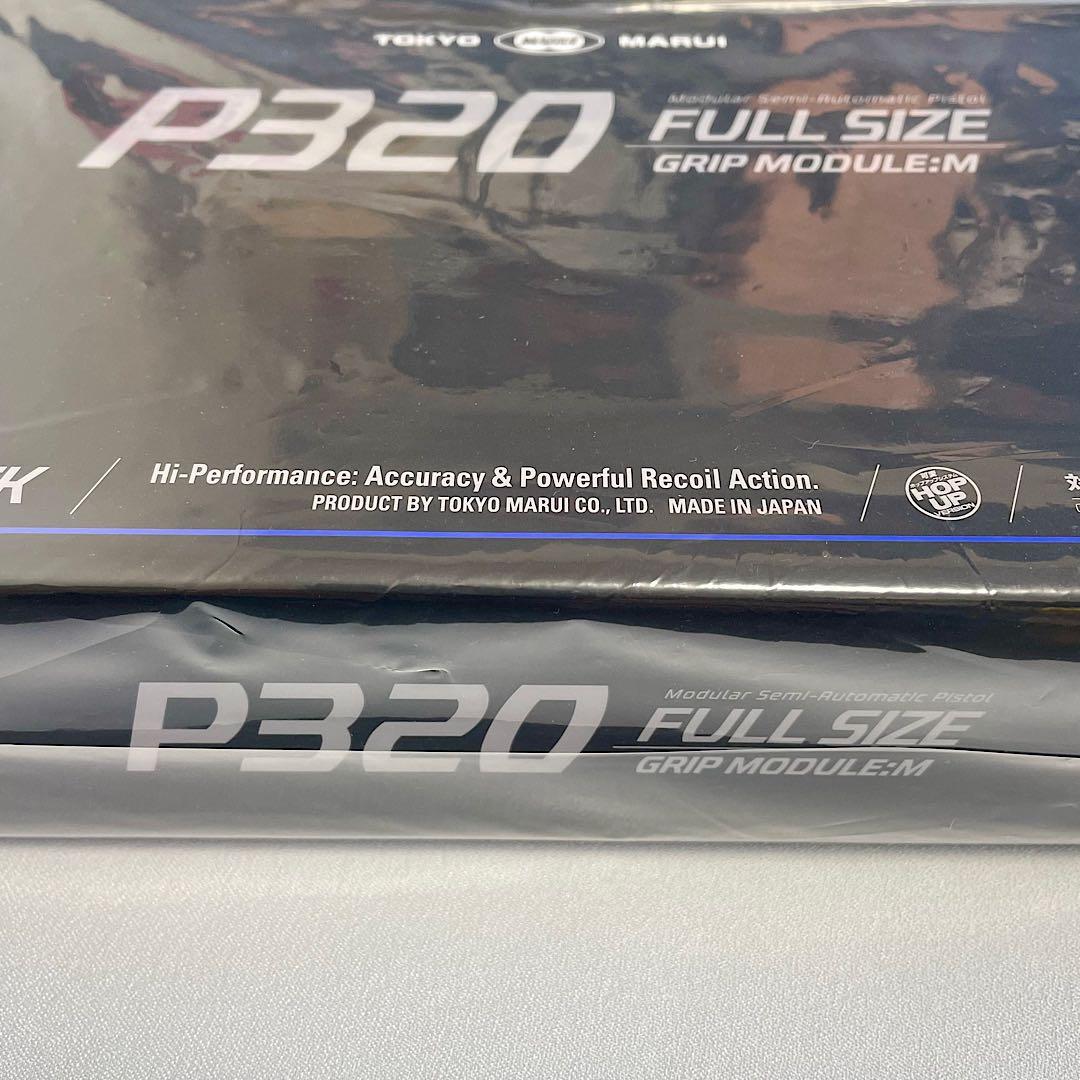 TOKYO MARUI
P320
Modular Semi-Automatic Pistol
FULL SIZE
GRIP MODULE:M
Hi-Performance: Accuracy & Powerful Recoil Action.
PRODUCT BY TOKYO MARUI CO., LTD. MADE IN JAPAN
HOP UP
VERSION
P320
Modular Semi-Automatic Pistol
FULL SIZE
GRIP MODULE:M